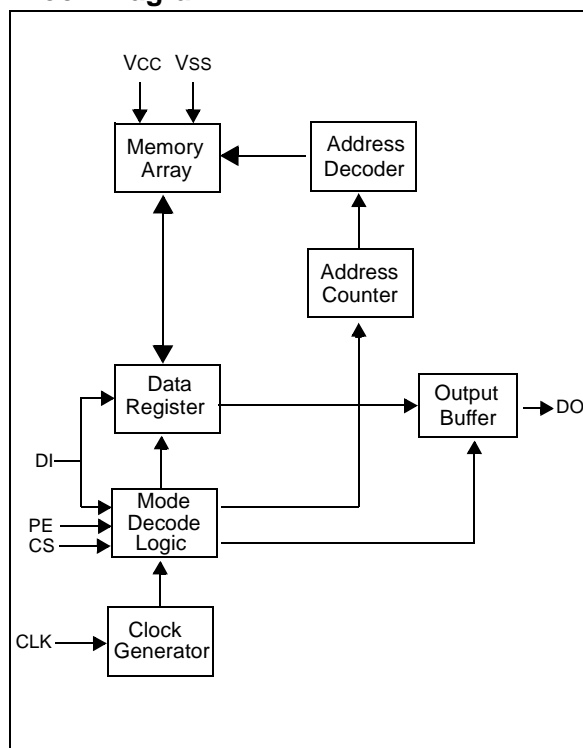 VCC VSS
Memory
Array
Address
Decoder
Address
Counter
Data
Register
Output
Buffer
DO
DI
PE
CS
Mode
Decode
Logic
CLK
Clock
Generator